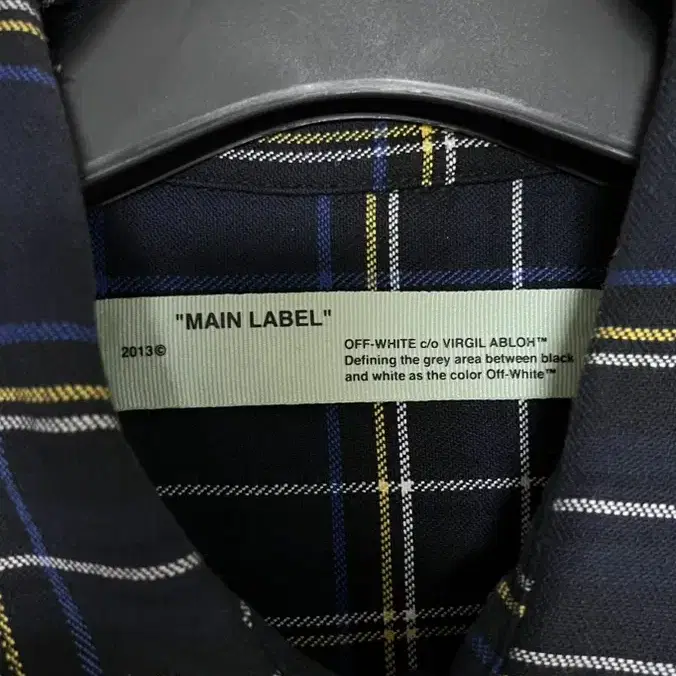 "MAIN LABEL"
2013©
OFF-WHITE c/o VIRGIL ABLOH™
Defining the grey area between black
and white as the color Off-White™